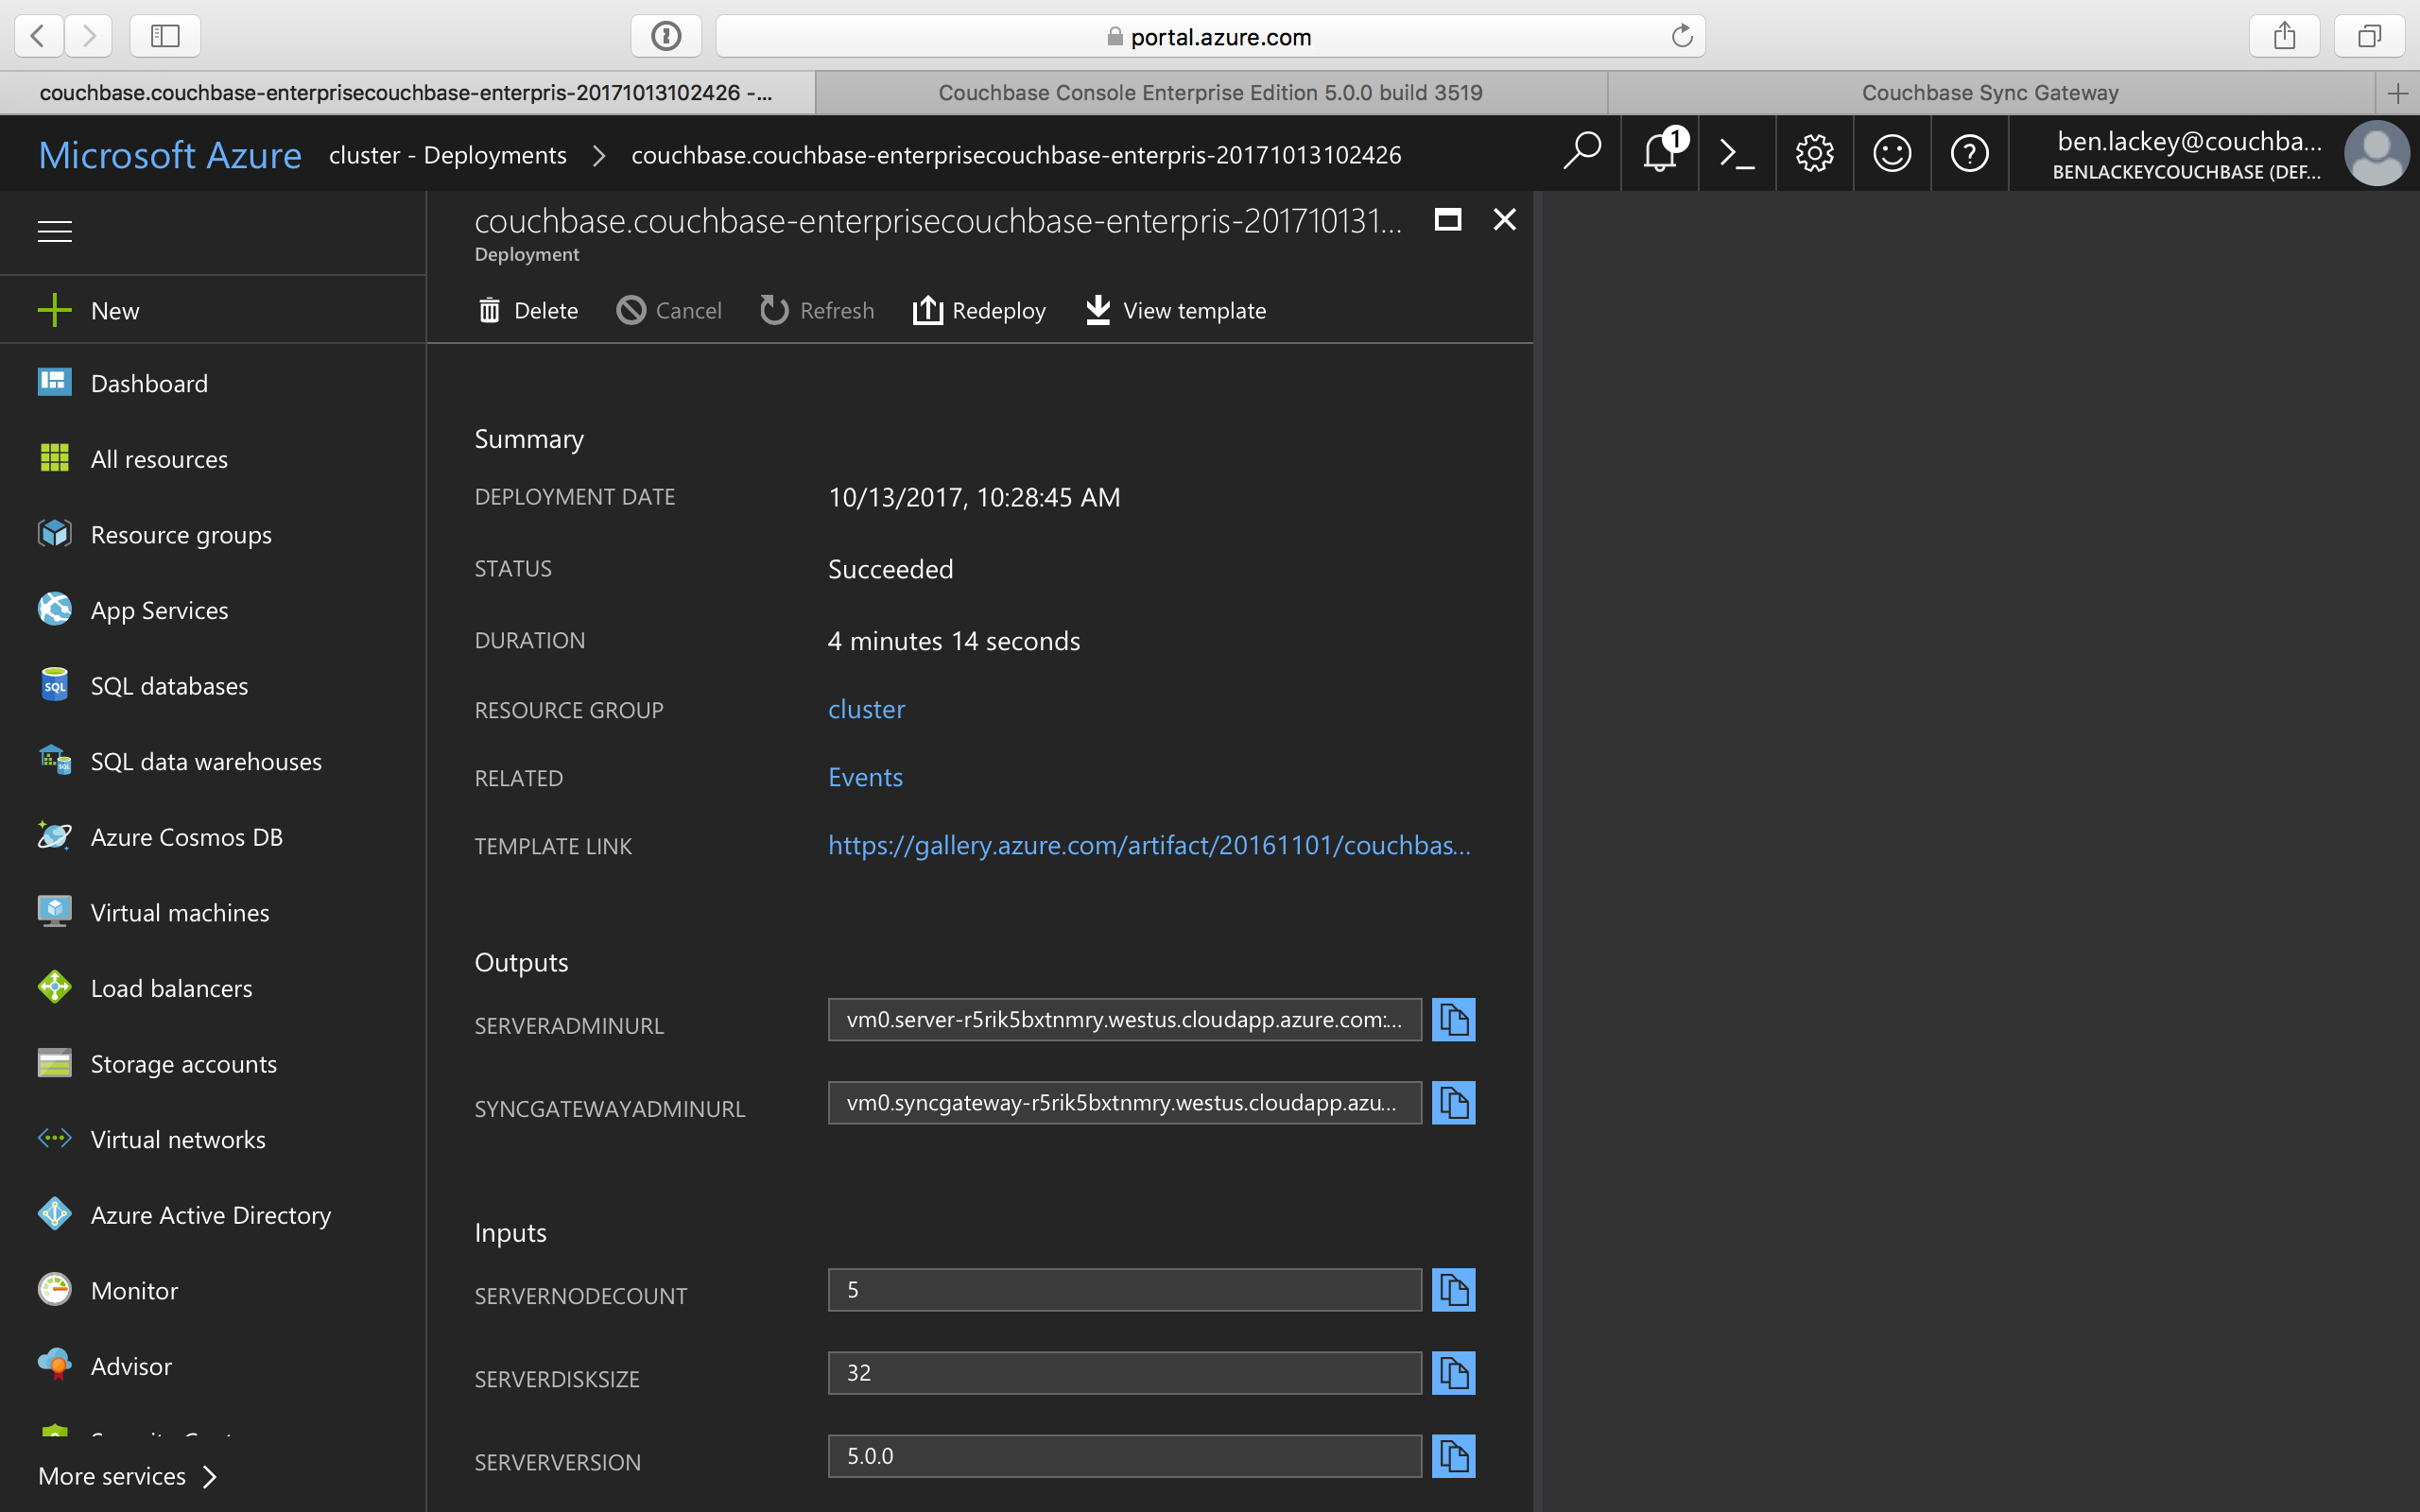 portal.azure.com
couchbase.couchbase-enterprisecouchbase-enterpris-20171013102426 -...
Couchbase Console Enterprise Edition 5.0.0 build 3519
Couchbase Sync Gateway
Microsoft Azure
cluster - Deployments
couchbase.couchbase-enterprisecouchbase-enterpris-20171013102426
1
ben.lackey@couchba...
BENLACKEYCOUCHBASE (DEF...
New
Dashboard
All resources
Resource groups
App Services
SQL
SQL databases
SQL data warehouses
Azure Cosmos DB
Virtual machines
Load balancers
Storage accounts
Virtual networks
Azure Active Directory
Monitor
Advisor
More services
couchbase.couchbase-enterprisecouchbase-enterpris-201710131...
Deployment
Delete
Cancel
Refresh
Redeploy
View template
Summary
DEPLOYMENT DATE
10/13/2017, 10:28:45 AM
STATUS
Succeeded
DURATION
4 minutes 14 seconds
RESOURCE GROUP
cluster
RELATED
Events
TEMPLATE LINK
https://gallery.azure.com/artifact/20161101/couchbas...
Outputs
SERVERADMINURL
vm0.server-r5rik5bxtnmry.westus.cloudapp.azure.com:...
SYNCGATEWAYADMINURL
vm0.syncgateway-r5rik5bxtnmry.westus.cloudapp.azu...
Inputs
SERVERNODECOUNT
5
SERVERDISKSIZE
32
SERVERVERSION
5.0.0